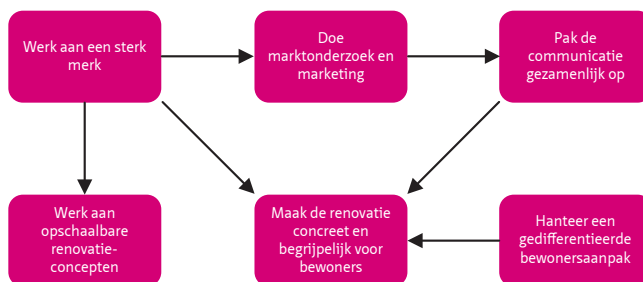 Werk aan een sterk
merk
Doe
marktonderzoek en
marketing
Pak de
communicatie
gezamenlijk op
Werk aan
opschaalbare
renovatie-
concepten
Maak de renovatie
concreet en
begrijpelijk voor
bewoners
Hanteer een
gedifferentieerde
bewonersaanpak